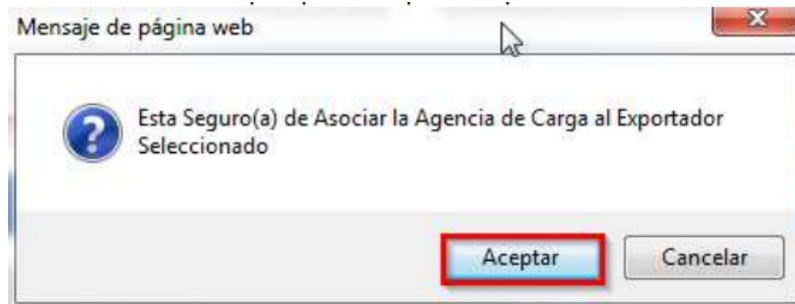 Mensaje de página web
Esta Seguro(a) de Asociar la Agencia de Carga al Exportador
Seleccionado
Aceptar
Cancelar